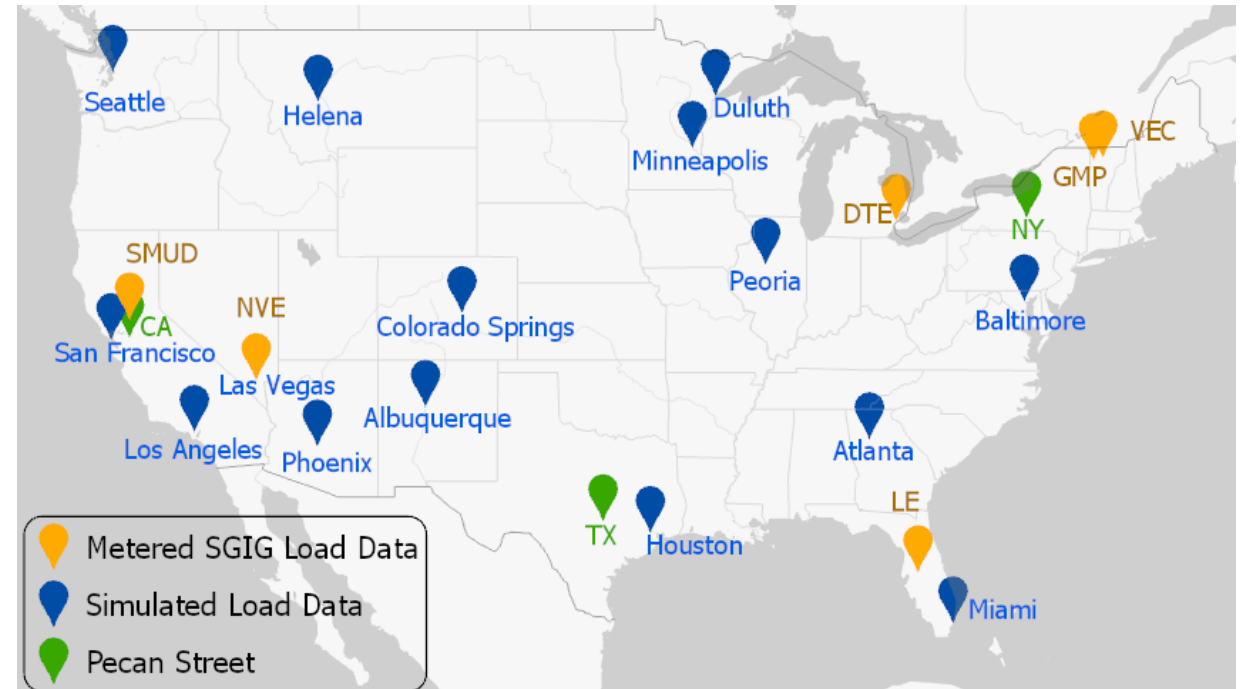 Seattle
Helena
Duluth
Minneapolis
VEC
GMP
DTE
NY
SMUD
NVE
Peoria
CA
San Francisco
Colorado Springs
Baltimore
Las Vegas
Albuquerque
Los Angeles
Phoenix
Atlanta
LE
TX
Houston
Miami
Metered SGIG Load Data
Simulated Load Data
Pecan Street